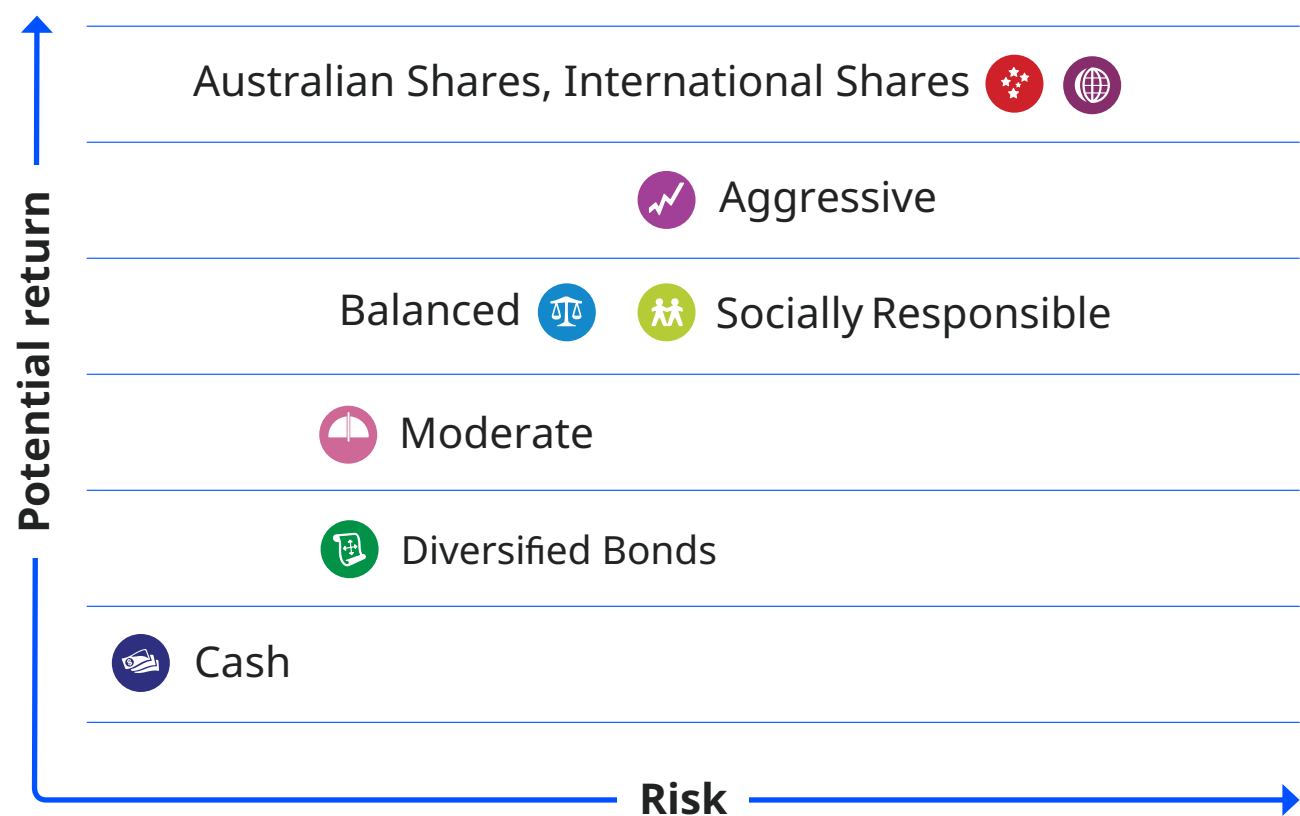 Potential return
Australian Shares, International Shares
Aggressive
Balanced
Socially Responsible
Moderate
Diversified Bonds
Cash
Risk